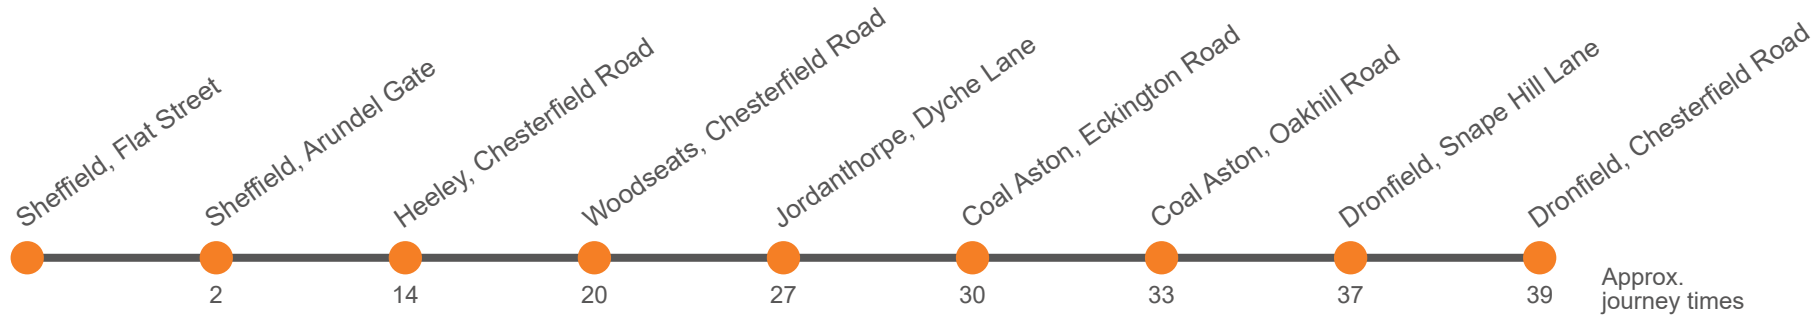 Sheffield, Flat Street
Sheffield, Arundel Gate
Heeley, Chesterfield Road
Woodseats, Chesterfield Road
Jordanthorpe, Dyche Lane
Coal Aston, Eckington Road
Coal Aston, Oakhill Road
Dronfield, Snape Hill Lane
Dronfield, Chesterfield Road
2
14
20
27
30
33
37
39
Approx.
journey times